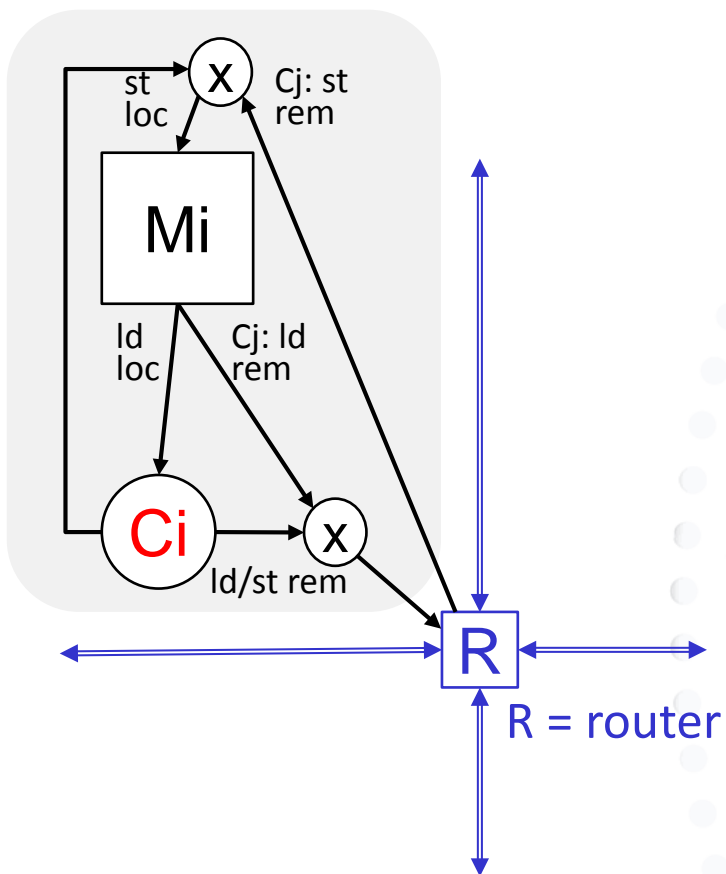 x
st
loc
Cj: st
rem
Mi
ld
loc
Cj: ld
rem
Ci
x
ld/st rem
R
R = router